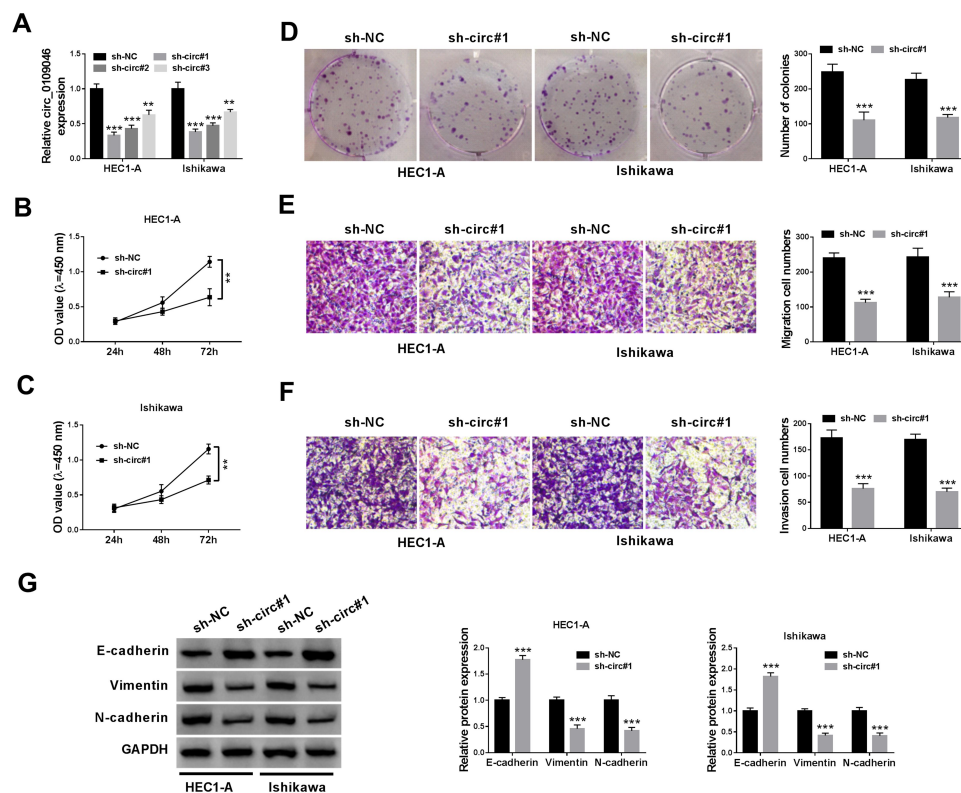 A
sh-NC sh-circ#1
sh-circ#2 sh-circ#3
Relative circ_0109046
expression
1.5
1.0
0.5
0.0
*** *** **
*** *** **
HEC1-A Ishikawa
B
HEC1-A
sh-NC
sh-circ#1
OD value (λ=450 nm)
1.5
1.0
0.5
0.0
**
24h 48h 72h
C
Ishikawa
sh-NC
sh-circ#1
OD value (λ=450 nm)
1.5
1.0
0.5
0.0
**
24h 48h 72h
D
sh-NC sh-circ#1 sh-NC sh-circ#1
HEC1-A Ishikawa
sh-NC sh-circ#1
Number of colonies
400
300
200
100
0
*** ***
HEC1-A Ishikawa
E
sh-NC sh-circ#1 sh-NC sh-circ#1
HEC1-A Ishikawa
sh-NC sh-circ#1
Migration cell numbers
300
200
100
0
*** ***
HEC1-A Ishikawa
F
sh-NC sh-circ#1 sh-NC sh-circ#1
HEC1-A Ishikawa
sh-NC sh-circ#1
Invasion cell numbers
200
150
100
50
0
*** ***
HEC1-A Ishikawa
G
sh-NC sh-circ#1 sh-NC sh-circ#1
E-cadherin
Vimentin
N-cadherin
GAPDH
HEC1-A Ishikawa
HEC1-A
sh-NC
sh-circ#1
Relative protein expression
2.0
1.5
1.0
0.5
0.0
*** *** ***
E-cadherin Vimentin N-cadherin
Ishikawa
sh-NC
sh-circ#1
Relative protein expression
2.5
2.0
1.5
1.0
0.5
0.0
*** *** ***
E-cadherin Vimentin N-cadherin